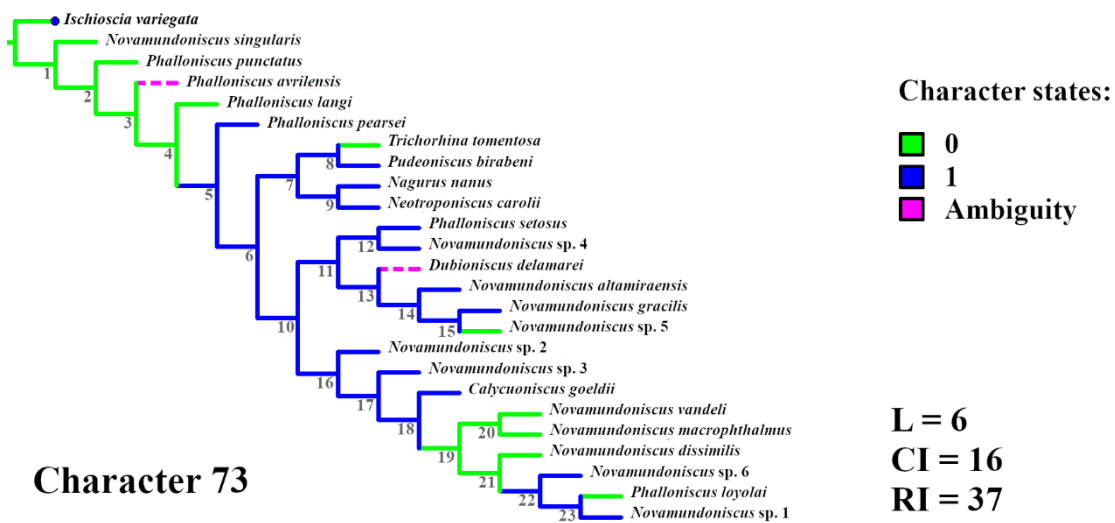 Ischioscia variegata
Novamundoniscus singularis
1
Phalloniscus punctatus
2
Phalloniscus avrilensis
3
Phalloniscus langi
4
Phalloniscus pearsei
5
Trichorhina tomentosa
8
Pudeoniscus birabeni
7
Nagurus nanus
9
Neotroponiscus carolii
Phalloniscus setosus
12
Novamundoniscus sp. 4
6
11
Dubioniscus delamarei
13
Novamundoniscus altamiraensis
14
Novamundoniscus gracilis
15
Novamundoniscus sp. 5
10
Novamundoniscus sp. 2
16
Novamundoniscus sp. 3
17
Calycuoniscus goeldii
18
Novamundoniscus vandeli
20
Novamundoniscus macrophthalmus
19
Novamundoniscus dissimilis
21
Novamundoniscus sp. 6
22
Phalloniscus loyolai
23
Novamundoniscus sp. 1
Character states:
0
1
Ambiguity
L = 6
CI = 16
RI = 37
Character 73